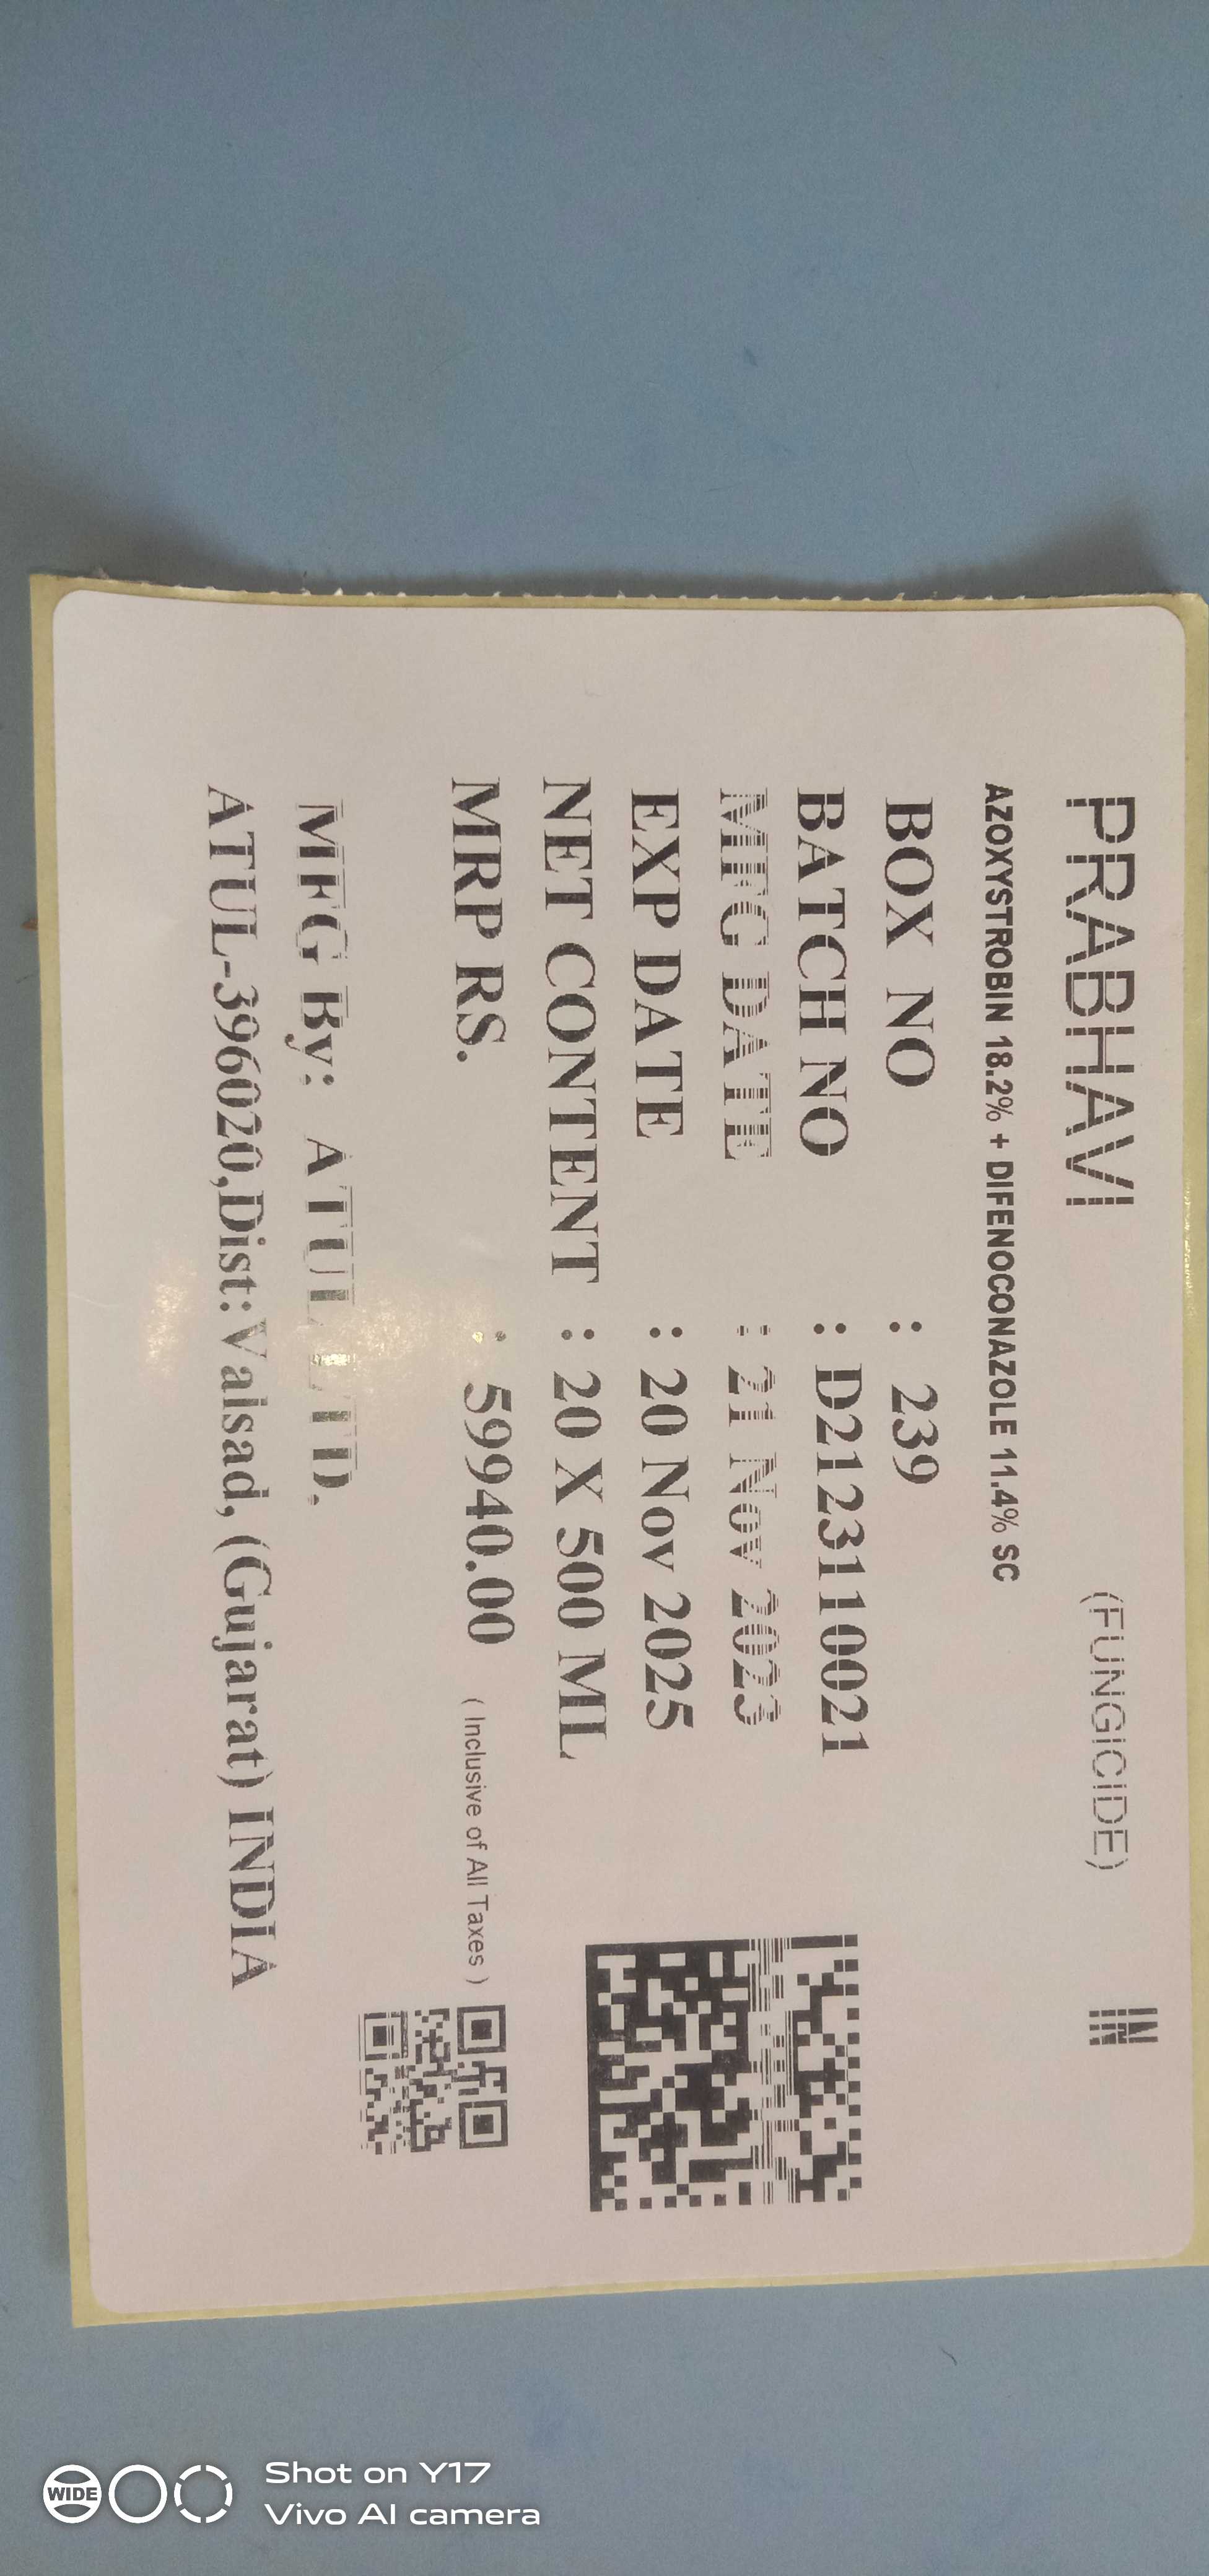 PRABHAVI (FUNGICIDE) IN
AZOXYSTROBIN 18.2% + DIFENOCONAZOLE 11.4% SC
BOX NO : 239
BATCH NO : D2123110021
MFG DATE : 21 Nov 2023
EXP DATE : 20 Nov 2025
NET CONTENT : 20 X 500 ML
MRP RS. : 59940.00 ( Inclusive of All Taxes )
MFG By: ATUL LTD.
ATUL-396020,Dist:Valsad, (Gujarat) INDIA
WIDE
Shot on Y17
Vivo AI camera